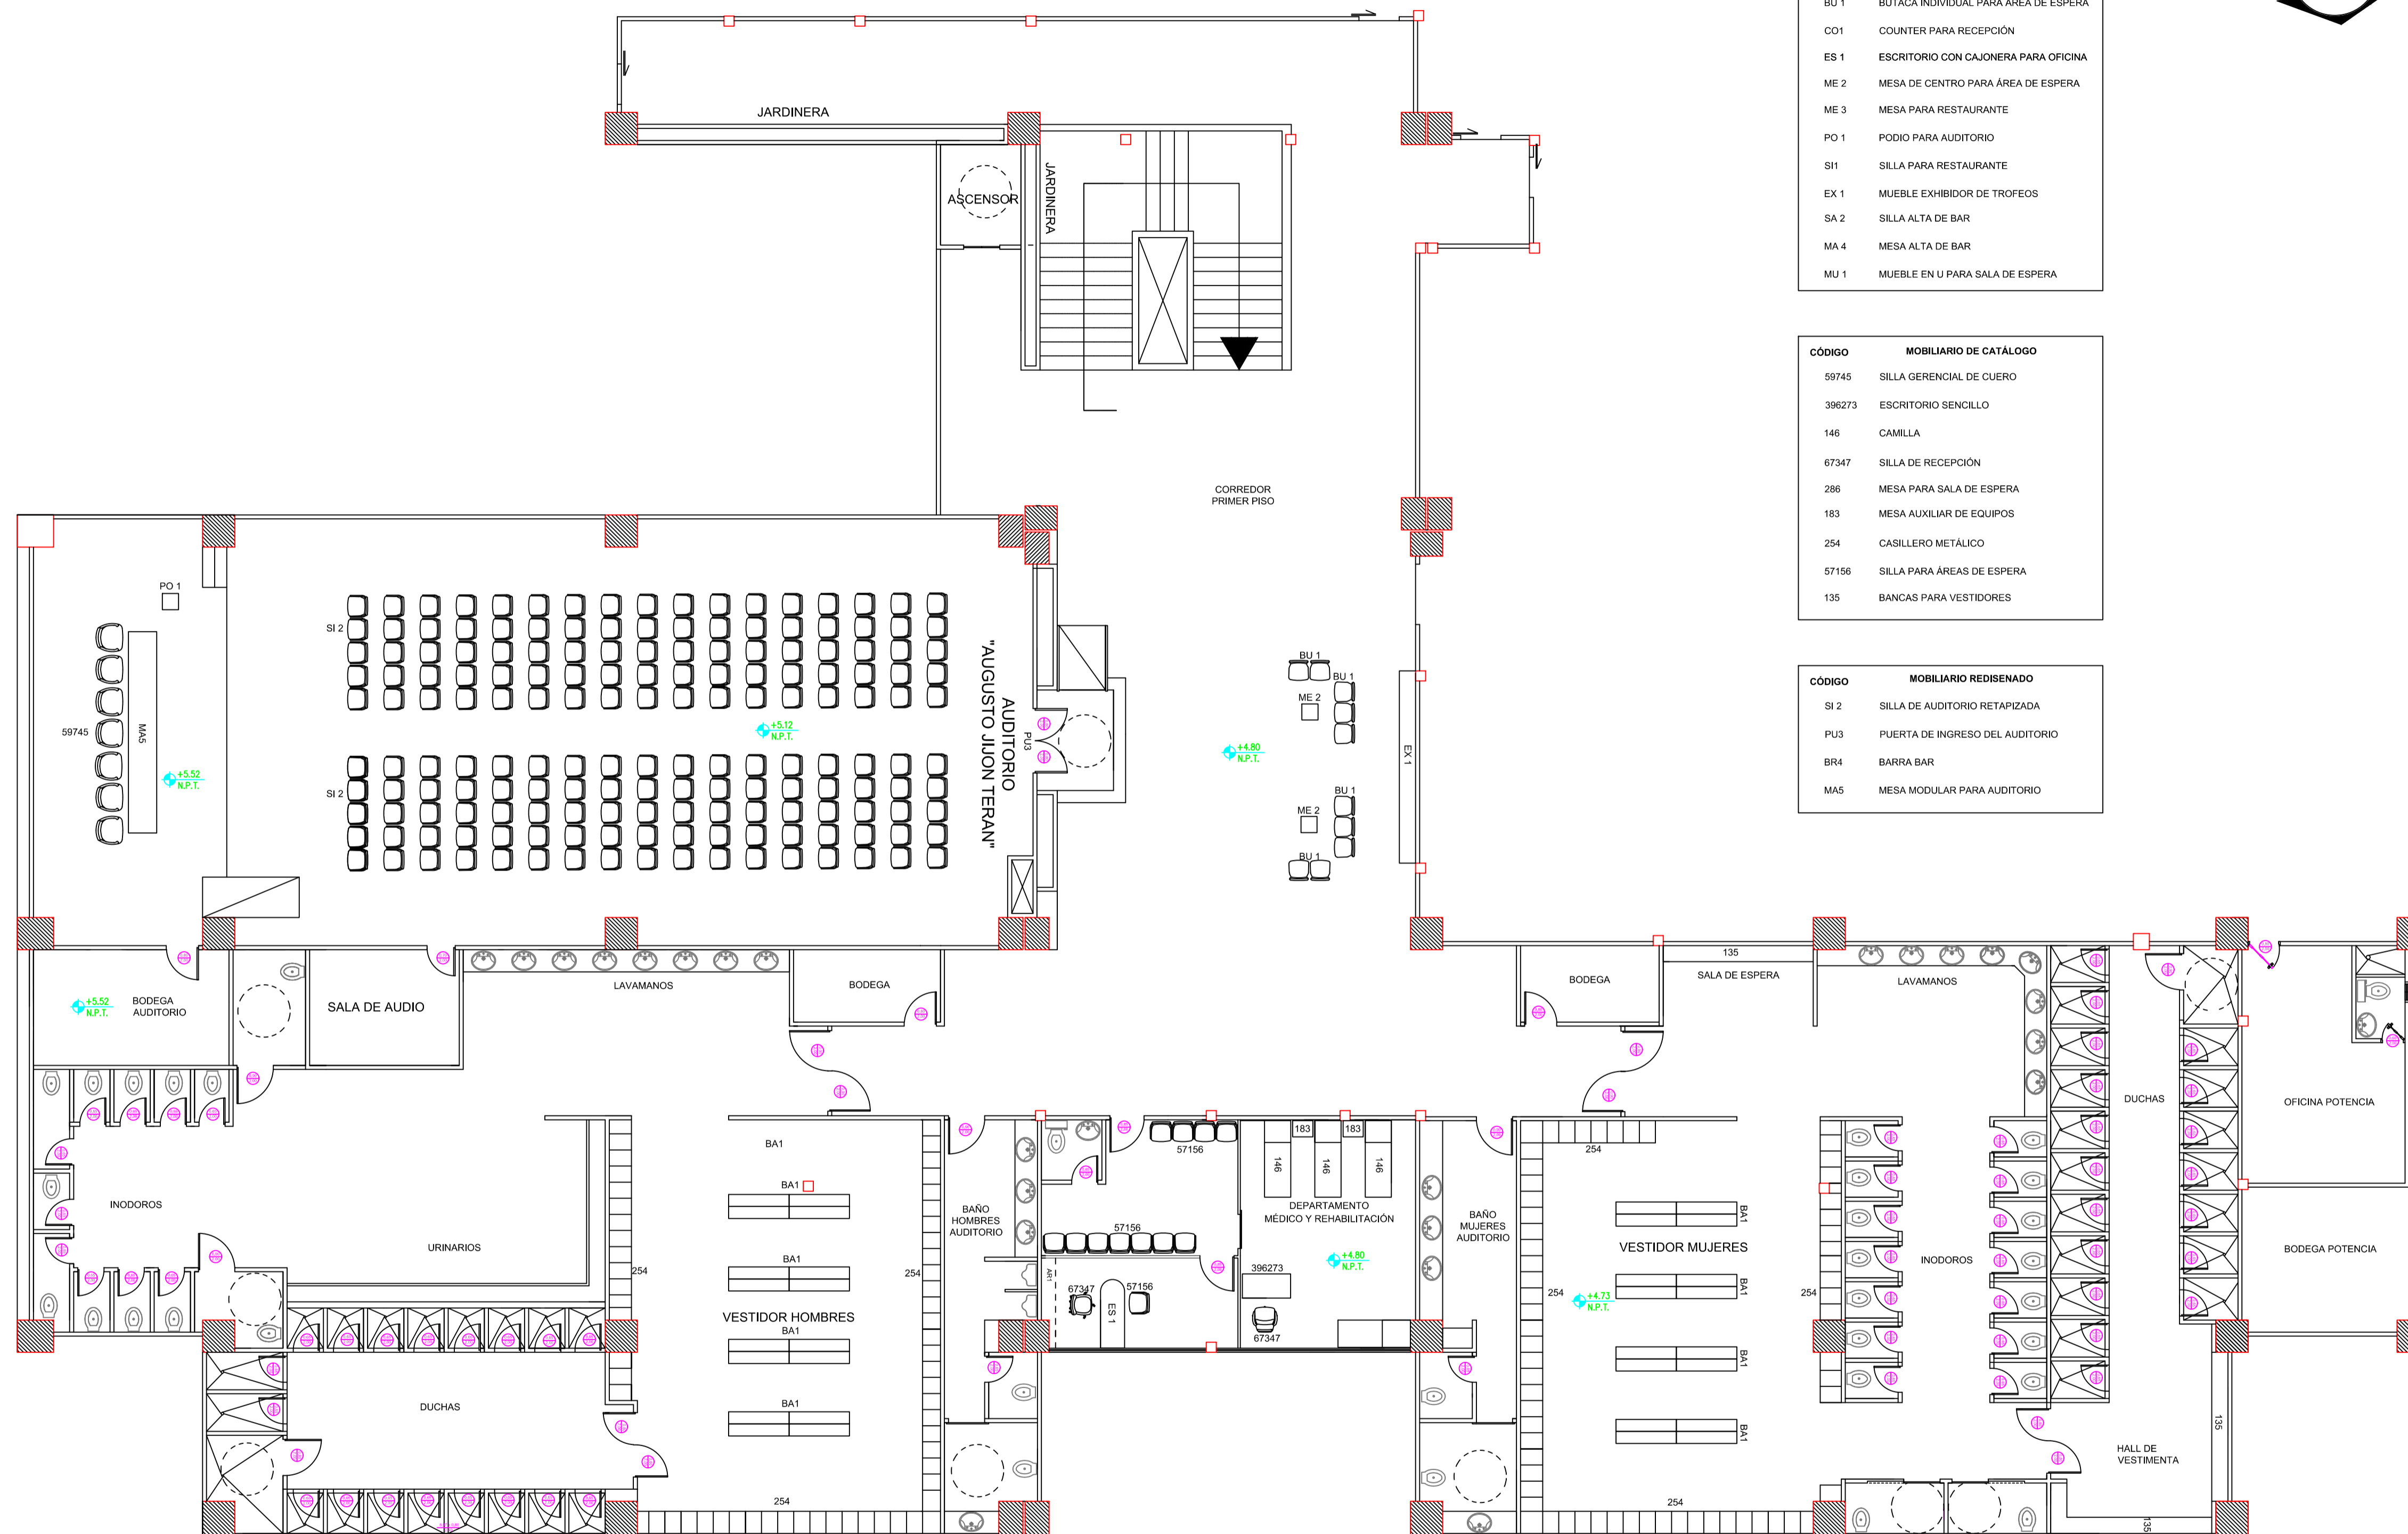 BU 1 BUTACA INDIVIDUAL PARA ÁREA DE ESPERA
CO1 COUNTER PARA RECEPCIÓN
ES 1 ESCRITORIO CON CAJONERA PARA OFICINA
ME 2 MESA DE CENTRO PARA ÁREA DE ESPERA
ME 3 MESA PARA RESTAURANTE
PO 1 PODIO PARA AUDITORIO
SI1 SILLA PARA RESTAURANTE
EX 1 MUEBLE EXHIBIDOR DE TROFEOS
SA 2 SILLA ALTA DE BAR
MA 4 MESA ALTA DE BAR
MU 1 MUEBLE EN U PARA SALA DE ESPERA
CÓDIGO MOBILIARIO DE CATÁLOGO
59745 SILLA GERENCIAL DE CUERO
396273 ESCRITORIO SENCILLO
146 CAMILLA
67347 SILLA DE RECEPCIÓN
286 MESA PARA SALA DE ESPERA
183 MESA AUXILIAR DE EQUIPOS
254 CASILLERO METÁLICO
57156 SILLA PARA ÁREAS DE ESPERA
135 BANCAS PARA VESTIDORES
CÓDIGO MOBILIARIO REDISENADO
SI 2 SILLA DE AUDITORIO RETAPIZADA
PU3 PUERTA DE INGRESO DEL AUDITORIO
BR4 BARRA BAR
MA5 MESA MODULAR PARA AUDITORIO
JARDINERA
ASCENSOR
JARDINERA
CORREDOR
PRIMER PISO
PO 1
SI 2
59745
MA5
+5.52
N.P.T.
SI 2
+5.12
N.P.T.
AUDITORIO
"AUGUSTO JIJON TERAN"
PU3
BU 1
BU 1
ME 2
+4.80
N.P.T.
EX 1
BU 1
ME 2
BU 1
+5.52
N.P.T.
BODEGA
AUDITORIO
SALA DE AUDIO
LAVAMANOS
BODEGA
BODEGA
135
SALA DE ESPERA
LAVAMANOS
DUCHAS
OFICINA POTENCIA
BODEGA POTENCIA
INODOROS
URINARIOS
254
BA1
BA1
BA1
VESTIDOR HOMBRES
BA1
BA1
254
254
DUCHAS
BAÑO
HOMBRES
AUDITORIO
57156
57156
AR1
67347
ES 1
57156
183
183
146
146
146
DEPARTAMENTO
MÉDICO Y REHABILITACIÓN
+4.80
N.P.T.
396273
67347
BAÑO
MUJERES
AUDITORIO
254
254
BA1
VESTIDOR MUJERES
BA1
+4.73
N.P.T.
254
BA1
BA1
254
INODOROS
HALL DE
VESTIMENTA
135
135